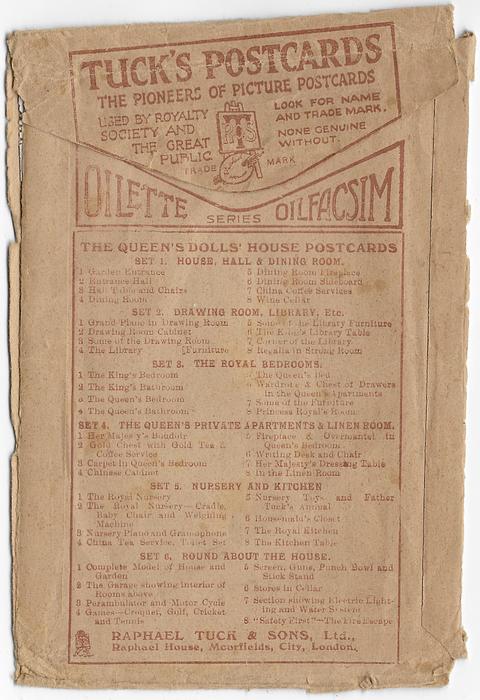 TUCK'S POSTCARDS
THE PIONEERS OF PICTURE POSTCARDS
USED BY ROYALTY
SOCIETY AND
THE GREAT
PUBLIC
LOOK FOR NAME
AND TRADE MARK.
NONE GENUINE
WITHOUT.
TRADE MARK
OILETTE SERIES OILFACSIM
THE QUEEN'S DOLLS' HOUSE POSTCARDS
SET 1. HOUSE, HALL & DINING ROOM.
1 Garden Entrance
2 Entrance Hall
3 Hall Table and Chairs
4 Dining Room
5 Dining Room Fireplace
6 Dining Room Sideboard
7 China Coffee Services
8 Wine Cellar
SET 2. DRAWING ROOM, LIBRARY, Etc.
1 Grand Piano in Drawing Room
2 Drawing Room Cabinet
3 Some of the Drawing Room
4 The Library [Furniture
5 Some of the Library Furniture
6 The King's Library Table
7 Corner of the Library
8 Regalia in Strong Room
SET 3. THE ROYAL BEDROOMS.
1 The King's Bedroom
2 The King's Bathroom
3 The Queen's Bedroom
4 The Queen's Bathroom
5 The Queen's Bed
6 Wardrobe & Chest of Drawers
in the Queen's Apartments
7 Some of the Furniture
8 Princess Royal's Room
SET 4. THE QUEEN'S PRIVATE APARTMENTS & LINEN ROOM.
1 Her Majesty's Boudoir
2 Gold Chest with Gold Tea &
Coffee Service
3 Carpet in Queen's Bedroom
4 Chinese Cabinet
5 Fireplace & Overmantel in
Queen's Bedroom
6 Writing Desk and Chair
7 Her Majesty's Dressing Table
8 In the Linen Room
SET 5. NURSERY AND KITCHEN
1 The Royal Nursery
2 The Royal Nursery—Cradle,
Baby Chair and Weighing
Machine
3 Nursery Piano and Gramophone
4 China Tea Service, Toilet Set
5 Nursery Toys and Father
Tuck's Annual
6 Household's Closet
7 The Royal Kitchen
8 The Kitchen Table
SET 6. ROUND ABOUT THE HOUSE.
1 Complete Model of House and
Garden
2 The Garage showing interior of
Rooms above
3 Perambulator and Motor Cycle
4 Games—Croquet, Golf, Cricket
and Tennis
5 Screen, Guns, Punch Bowl and
Stick Stand
6 Stores in Cellar
7 Section showing Electric Light-
ing and Water System
8 "Safety First"—The Fire Escape
RAPHAEL TUCK & SONS, Ltd.,
Raphael House, Moorfields, City, London.